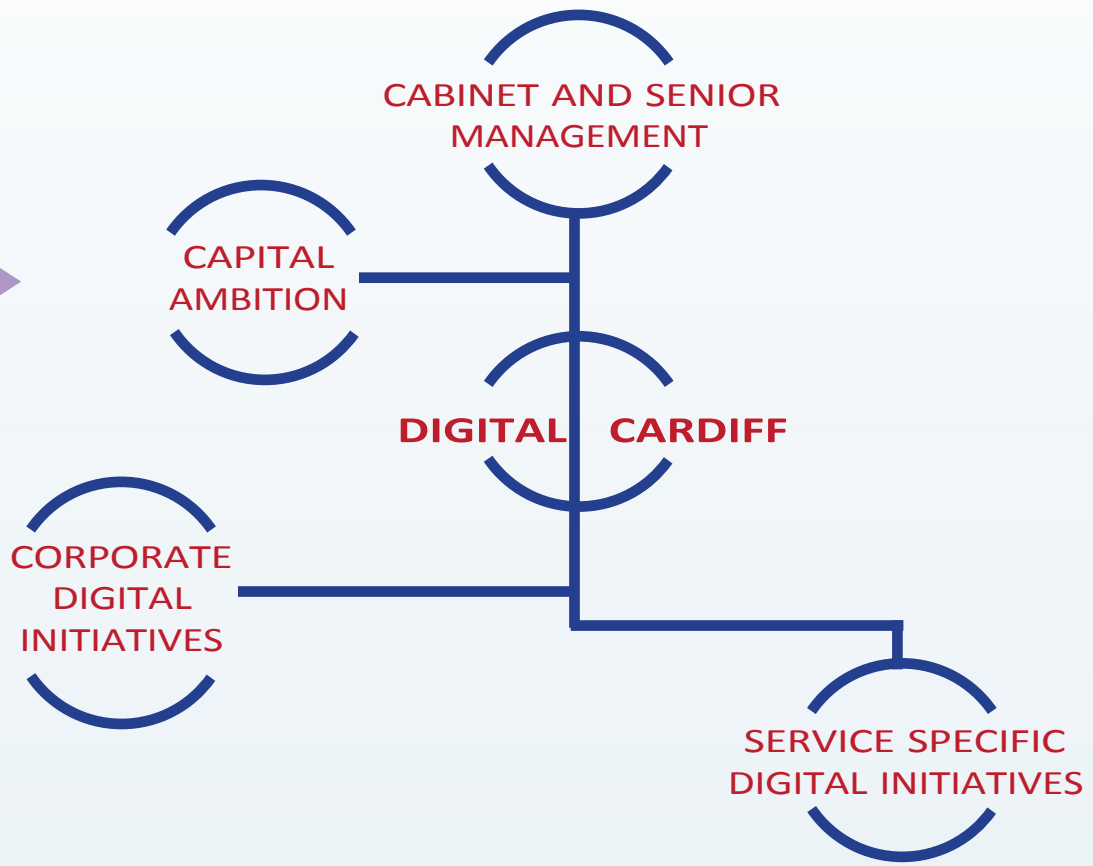 CABINET AND SENIOR
MANAGEMENT
CAPITAL
AMBITION
DIGITAL CARDIFF
CORPORATE
DIGITAL
INITIATIVES
SERVICE SPECIFIC
DIGITAL INITIATIVES